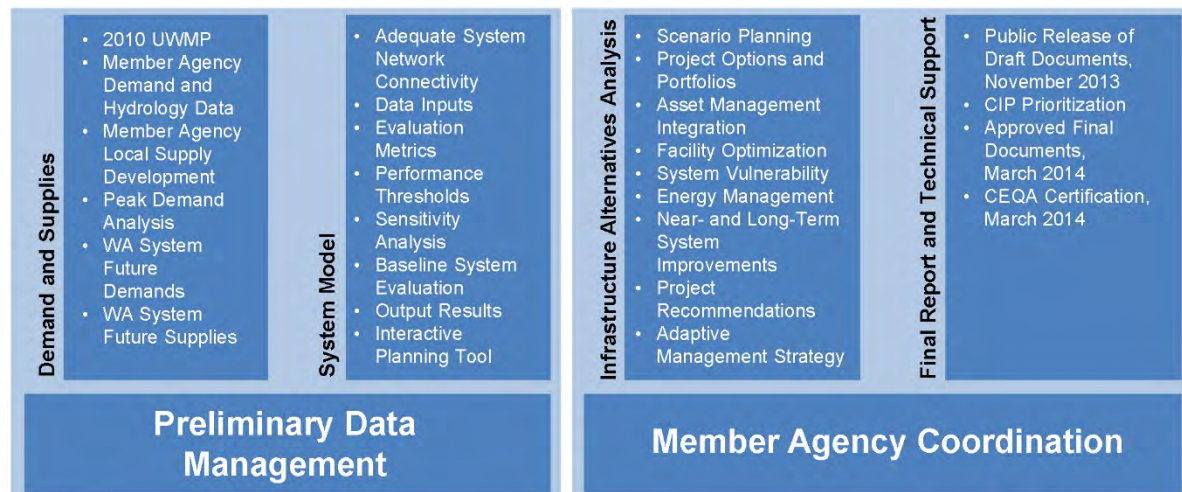 Demand and Supplies
• 2010 UWMP
• Member Agency
Demand and
Hydrology Data
• Member Agency
Local Supply
Development
• Peak Demand
Analysis
• WA System
Future
Demands
• WA System
Future Supplies
System Model
• Adequate System
Network
Connectivity
• Data Inputs
• Evaluation
Metrics
• Performance
Thresholds
• Sensitivity
Analysis
• Baseline System
Evaluation
• Output Results
• Interactive
Planning Tool
Preliminary Data
Management
Infrastructure Alternatives Analysis
• Scenario Planning
• Project Options and
Portfolios
• Asset Management
Integration
• Facility Optimization
• System Vulnerability
• Energy Management
• Near- and Long-Term
System
Improvements
• Project
Recommendations
• Adaptive
Management Strategy
Final Report and Technical Support
• Public Release of
Draft Documents,
November 2013
• CIP Prioritization
• Approved Final
Documents,
March 2014
• CEQA Certification,
March 2014
Member Agency Coordination